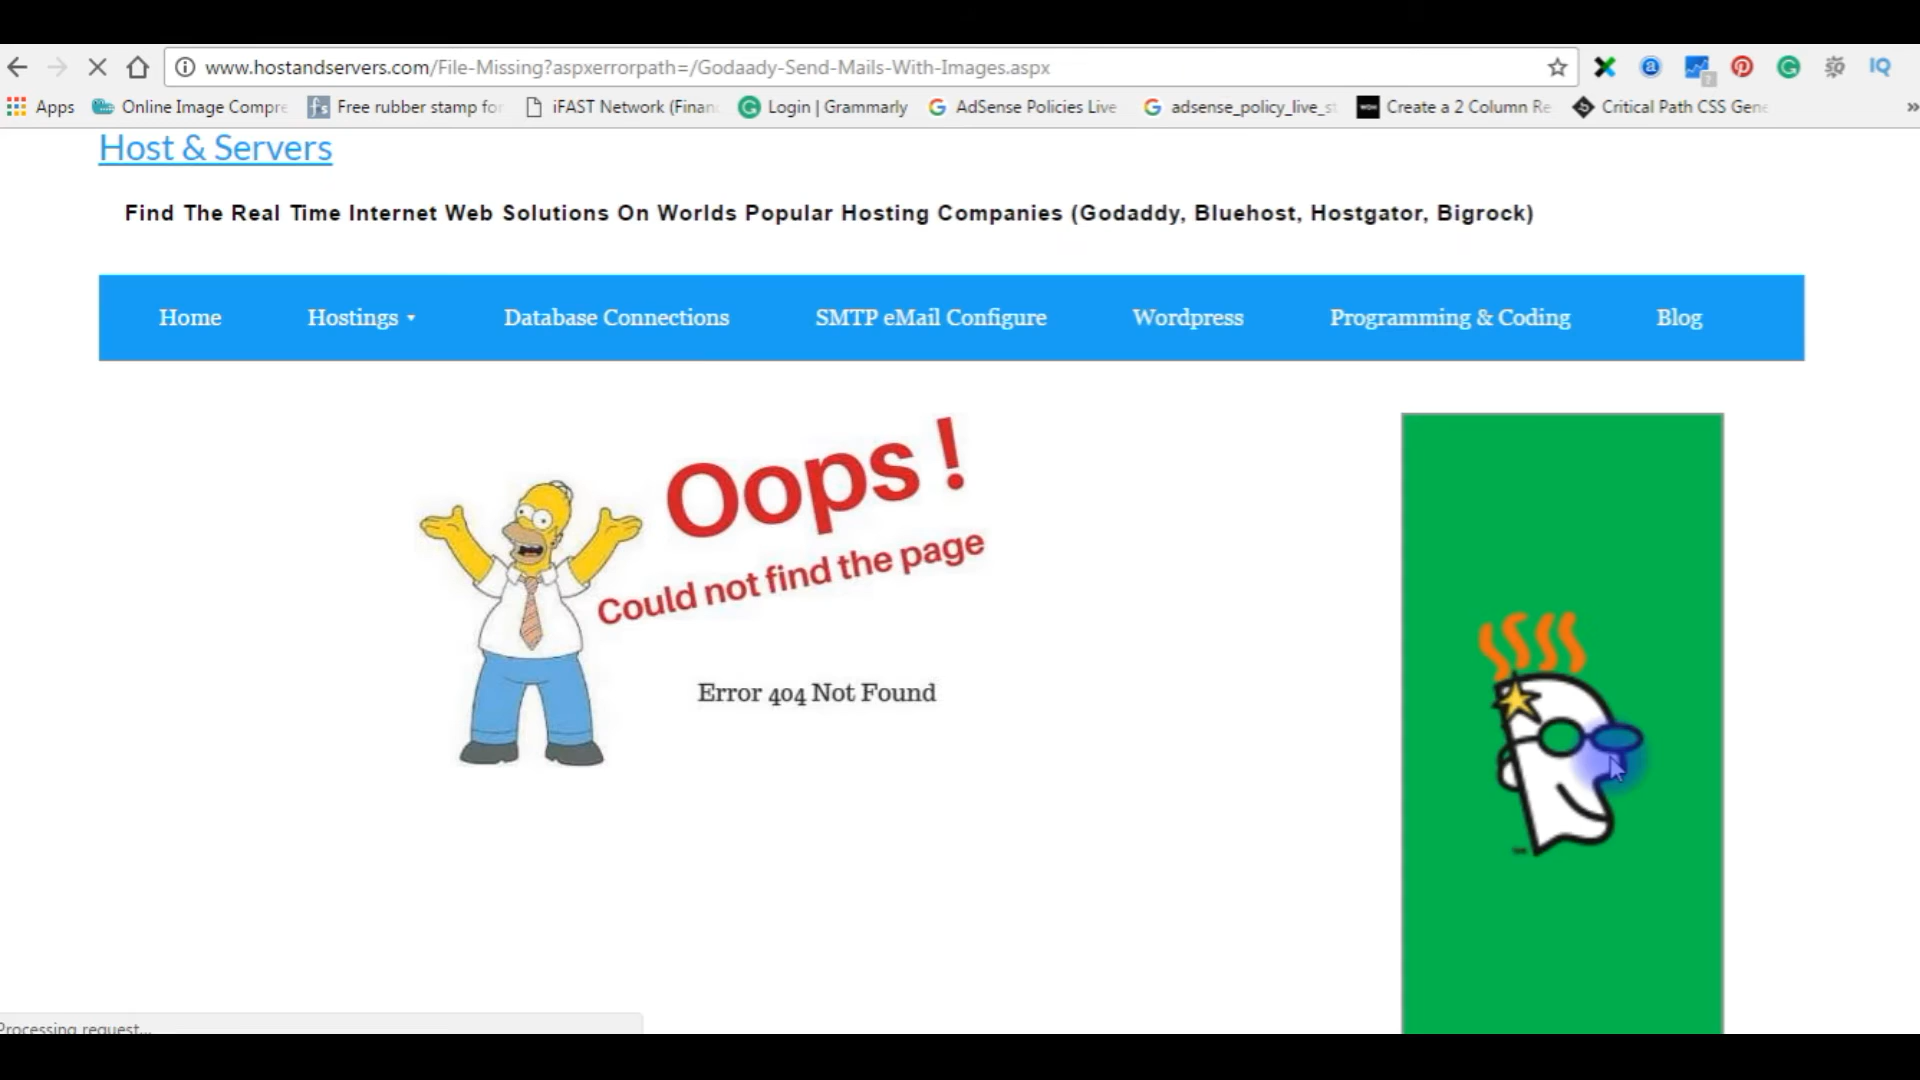 www.hostandservers.com/File-Missing?aspxerrorpath=/Godaady-Send-Mails-With-Images.aspx
Apps Online Image Compre Free rubber stamp fo iFAST Network (Finan Login | Grammarly AdSense Policies Live adsense_policy_live_s Create a 2 Column Re Critical Path CSS Gene »
Host & Servers
Find The Real Time Internet Web Solutions On Worlds Popular Hosting Companies (Godaddy, Bluehost, Hostgator, Bigrock)
Home Hostings Database Connections SMTP eMail Configure Wordpress Programming & Coding Blog
Oops !
Could not find the page
Error 404 Not Found
Processing request...